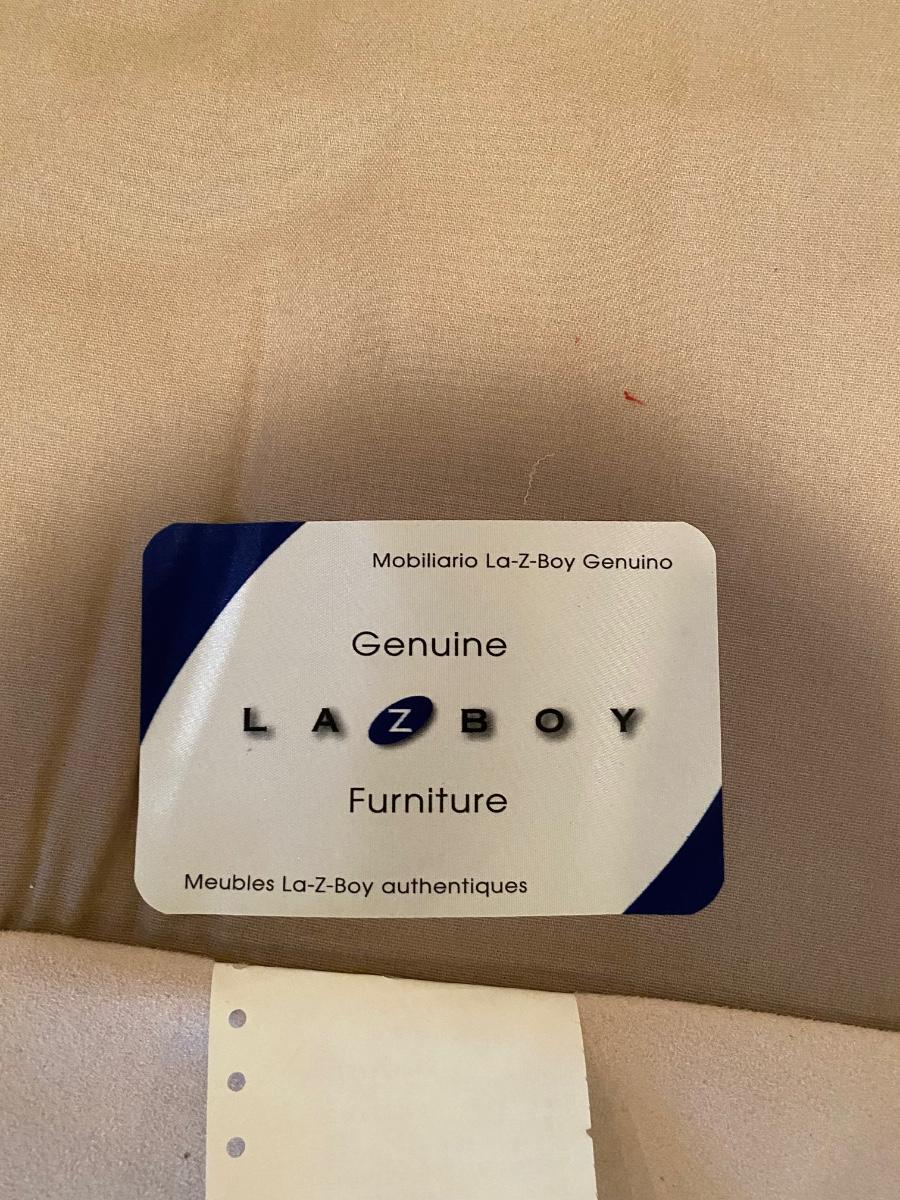 Mobiliario La-Z-Boy Genuino
Genuine
LAZBOY
Furniture
Meubles La-Z-Boy authentiques